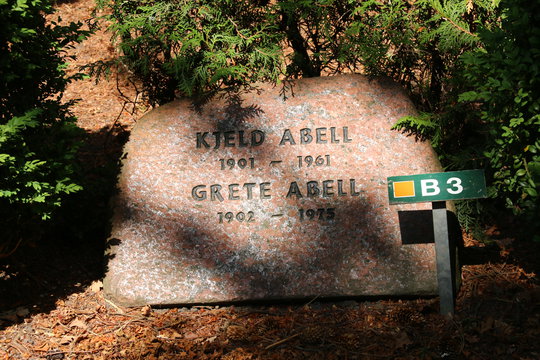 KJELD ABELL
1901 – 1961
GRETE ABELL
1902 – 1975
B 3